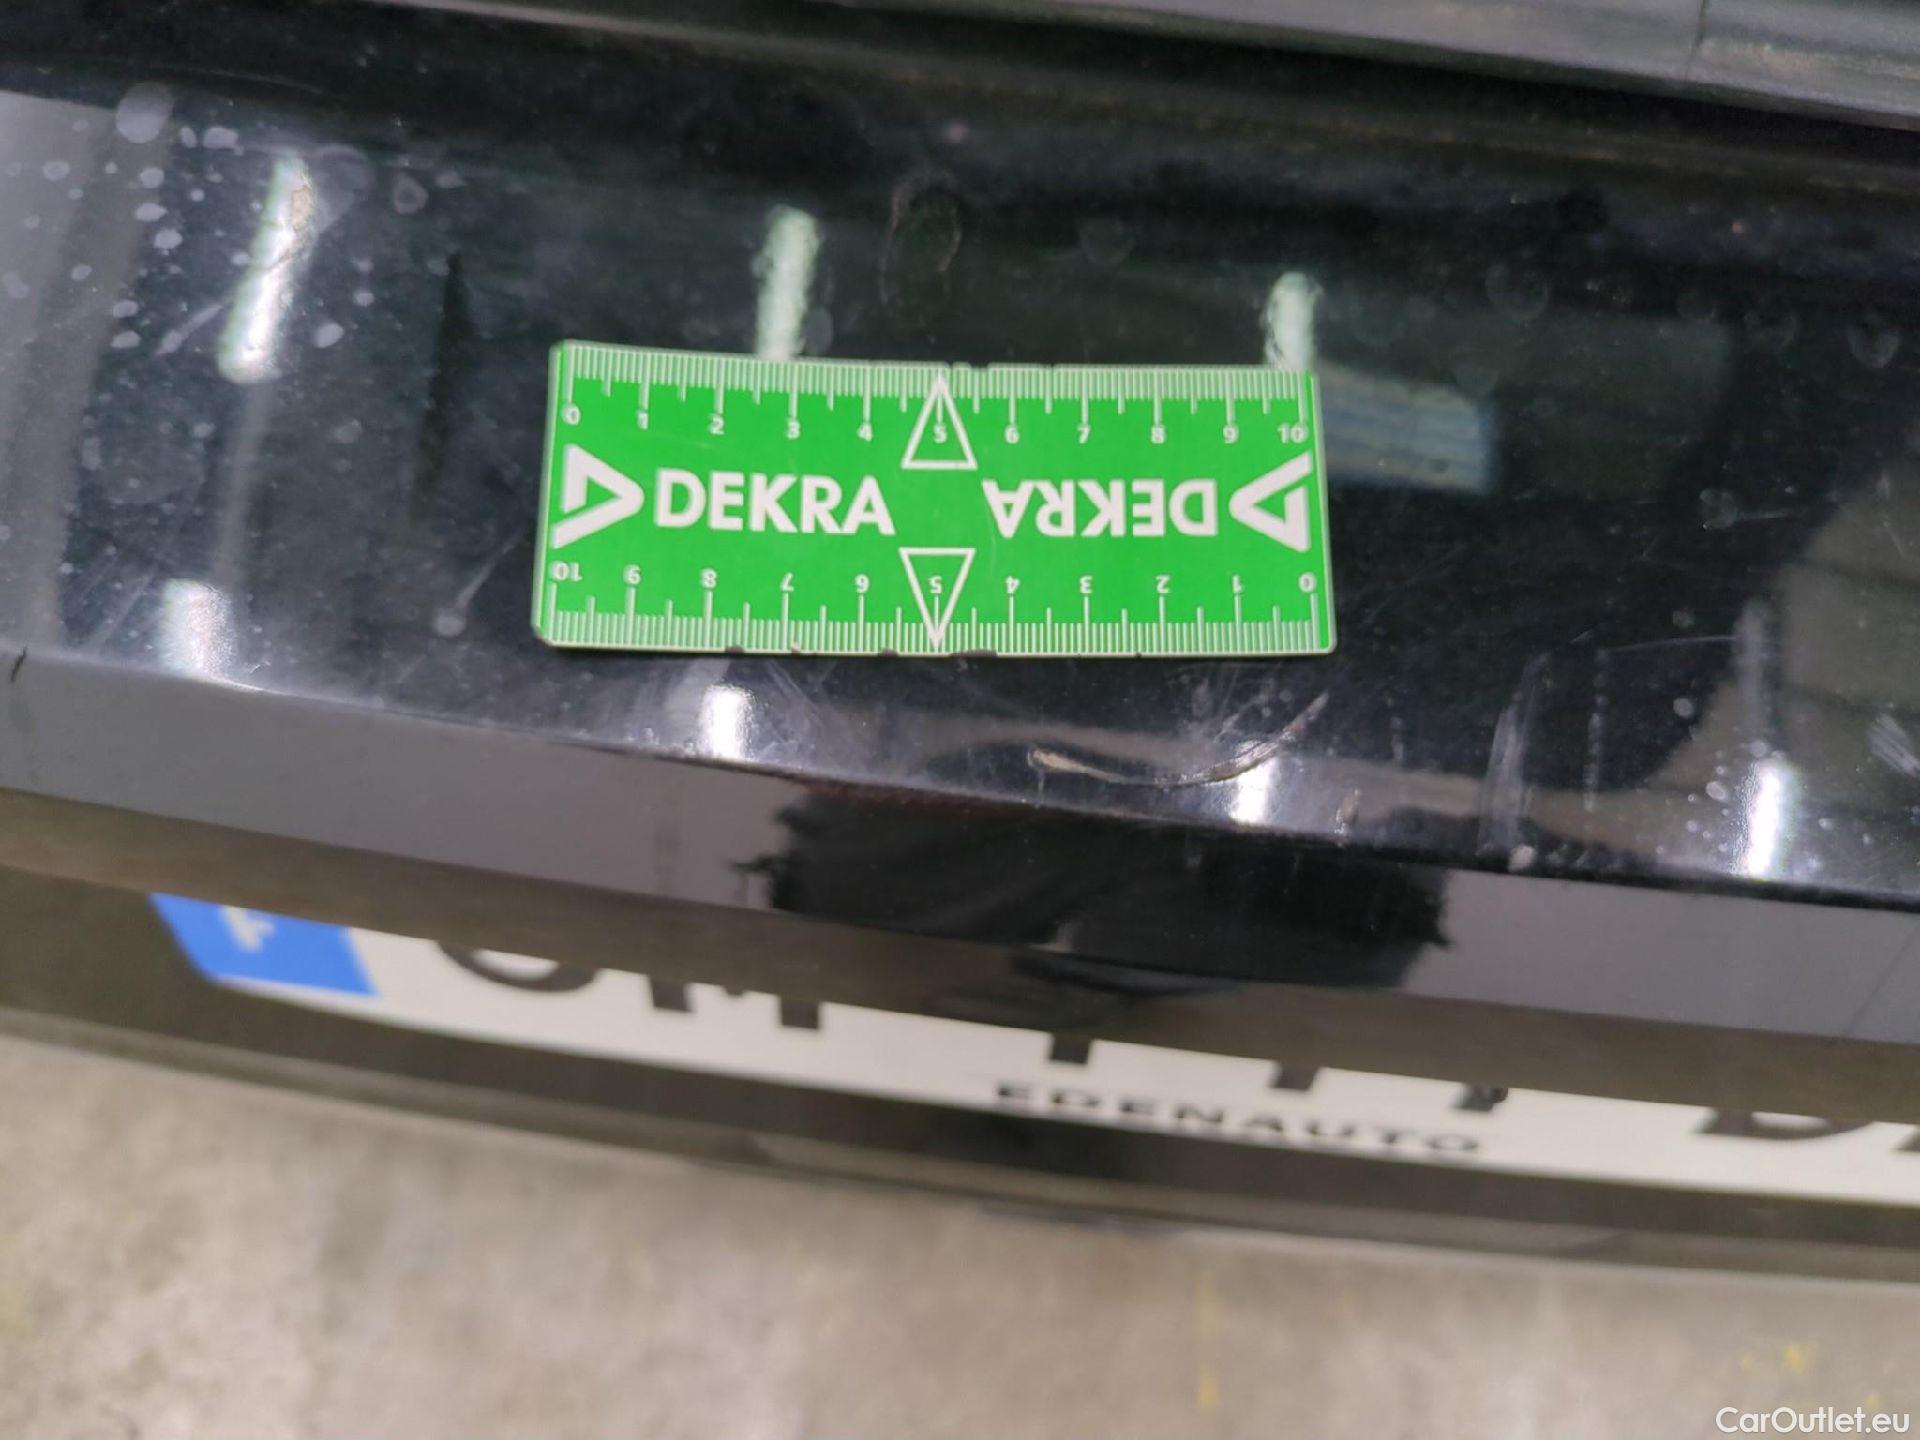 0 1 2 3 4 5 6 7 8 9 10
DEKRA DEKRA
10 9 8 7 6 5 4 3 2 1 0
F
EDENAUTO
CarOutlet.eu